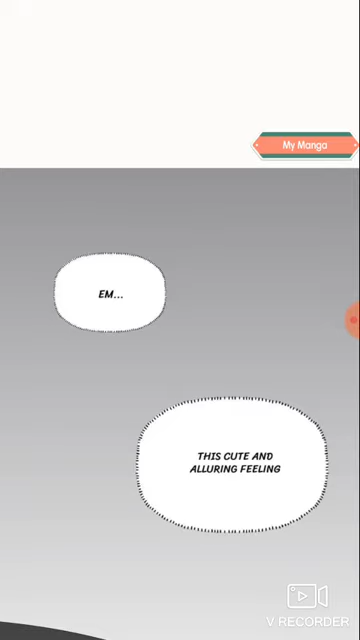 My Manga
EM...
THIS CUTE AND
ALLURING FEELING
V RECORDER